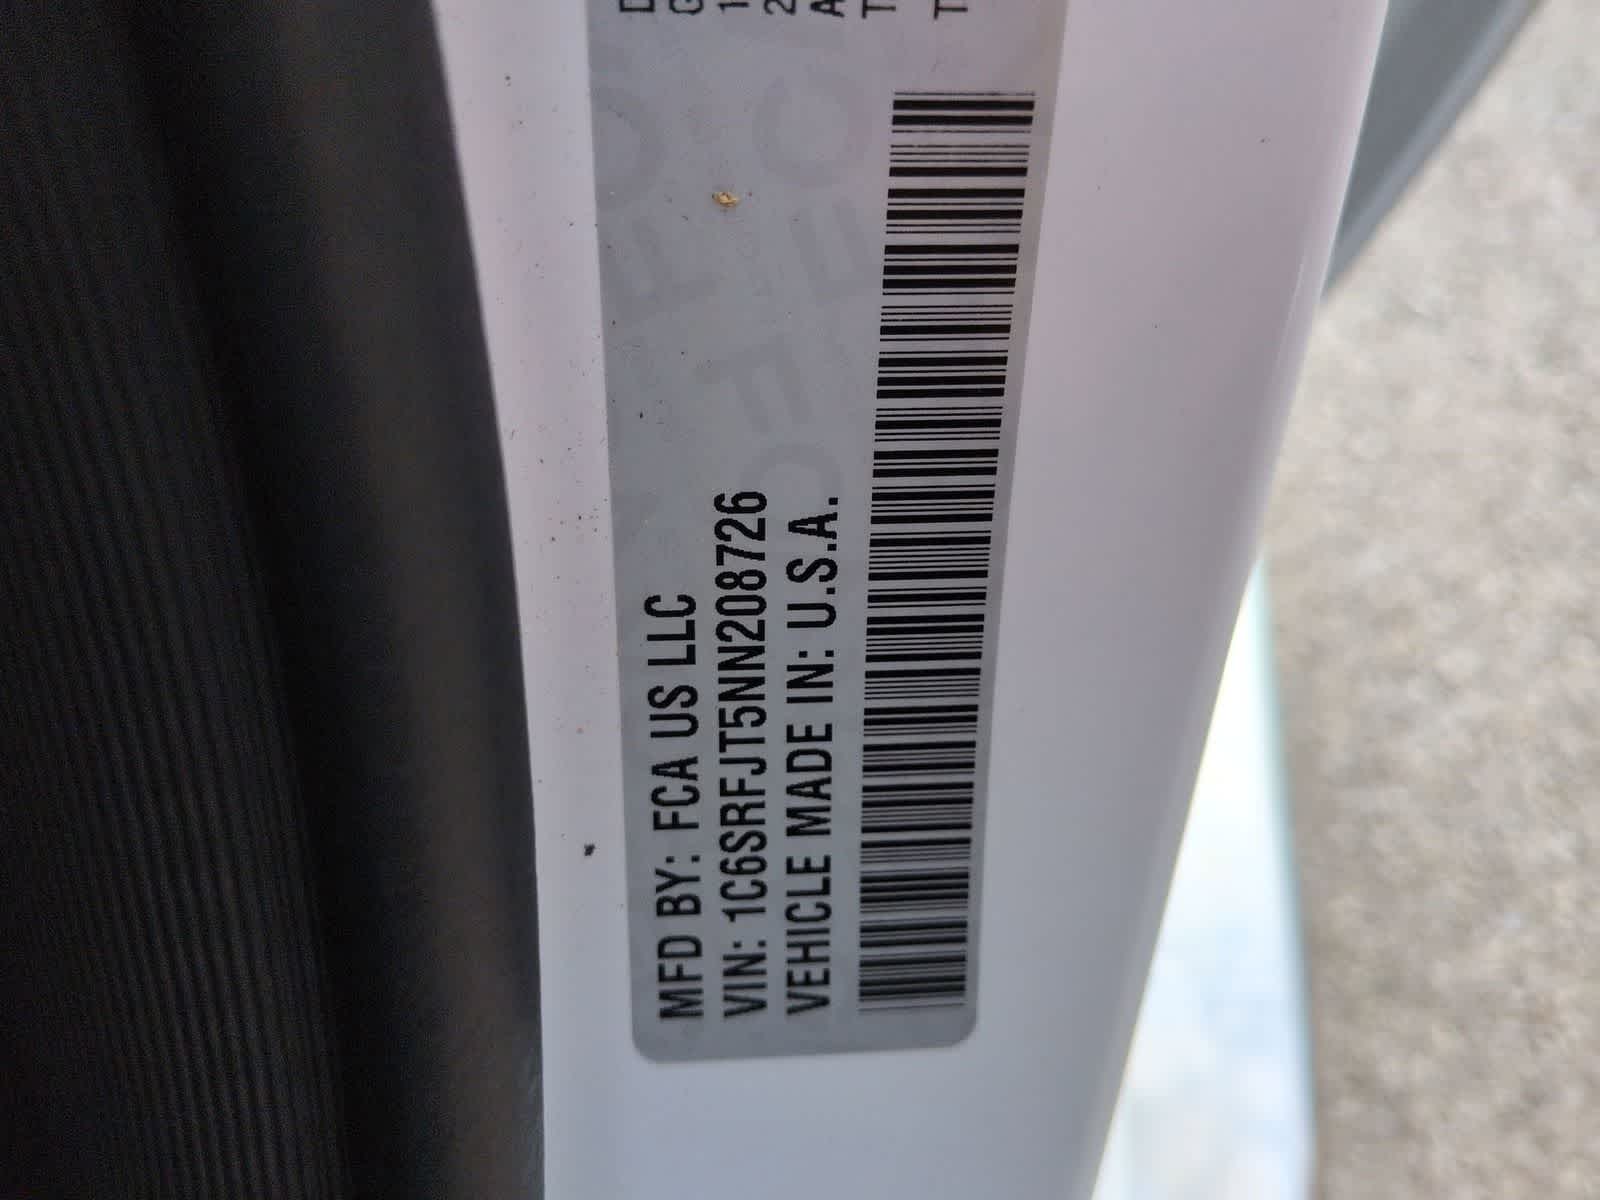 MFD BY: FCA US LLC
VIN: 1C6SRFJT5NN208726
VEHICLE MADE IN: U.S.A.